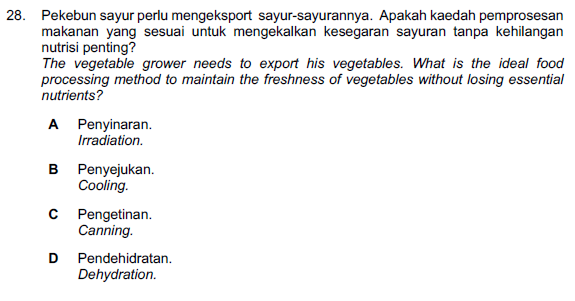 28. Pekebun sayur perlu mengeksport sayur-sayurannya. Apakah kaedah pemprosesan
makanan yang sesuai untuk mengekalkan kesegaran sayuran tanpa kehilangan
nutrisi penting?
The vegetable grower needs to export his vegetables. What is the ideal food
processing method to maintain the freshness of vegetables without losing essential
nutrients?
A Penyinaran.
Irradiation.
B Penyejukan.
Cooling.
C Pengetinan.
Canning.
D Pendehidratan.
Dehydration.